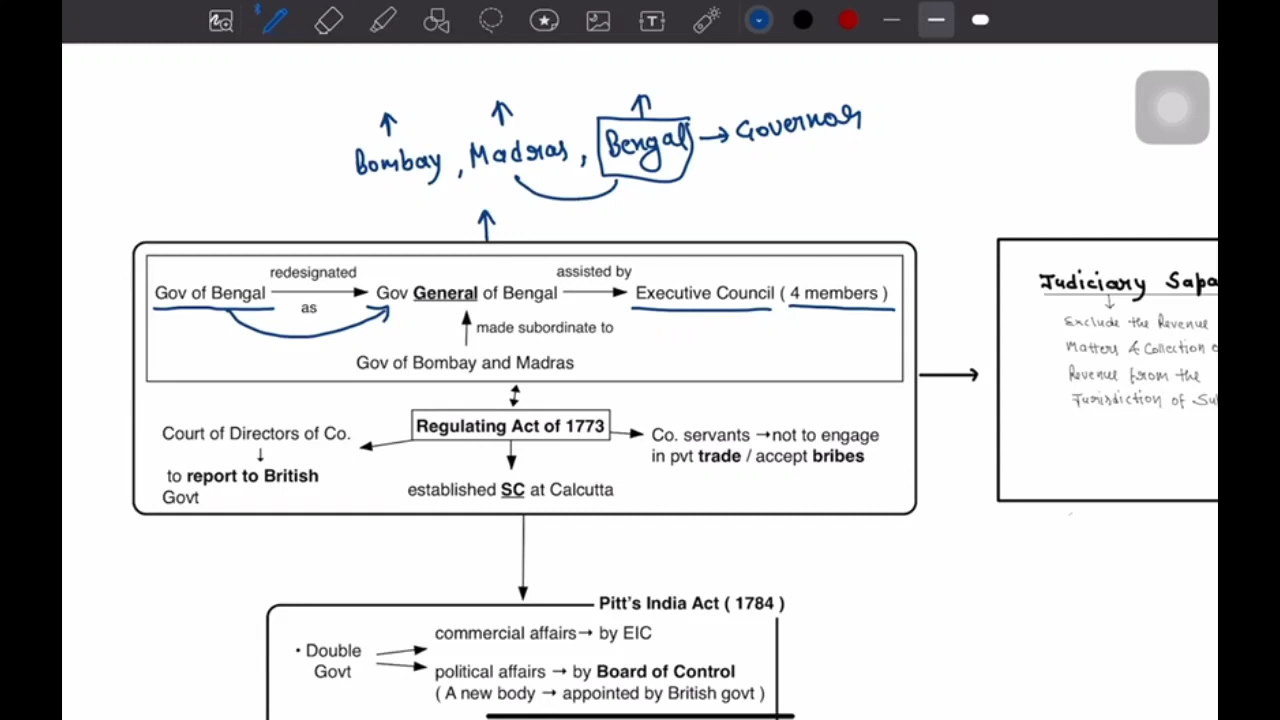 Bombay, Madras, Bengal → Governor
redesignated
assisted by
Gov of Bengal → Gov General of Bengal → Executive Council ( 4 members )
as
made subordinate to
Gov of Bombay and Madras
Regulating Act of 1773
Court of Directors of Co.
↓
to report to British
Govt
Co. servants →not to engage
in pvt trade / accept bribes
established SC at Calcutta
Judiciary Sapa
↓
Exclude the Revenue
Matters & Collection
Revenue from the
Jurisdiction of Su
Pitt's India Act ( 1784 )
• Double
Govt
commercial affairs→ by EIC
political affairs → by Board of Control
( A new body → appointed by British govt )